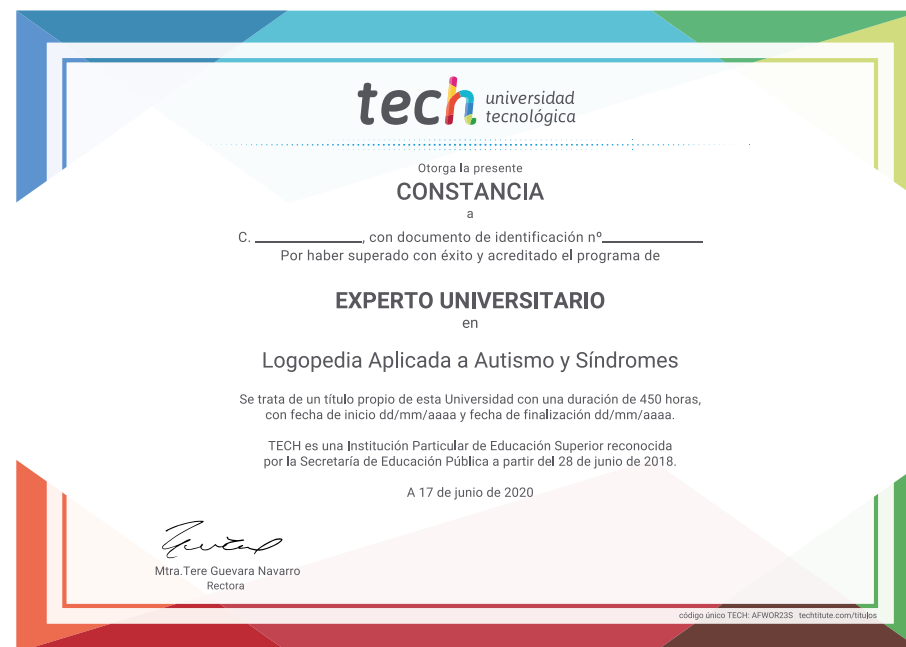 tech universidad
tecnológica
Otorga la presente
CONSTANCIA
a
C. ______________, con documento de identificación nº_____________
Por haber superado con éxito y acreditado el programa de
EXPERTO UNIVERSITARIO
en
Logopedia Aplicada a Autismo y Síndromes
Se trata de un título propio de esta Universidad con una duración de 450 horas,
con fecha de inicio dd/mm/aaaa y fecha de finalización dd/mm/aaaa.
TECH es una Institución Particular de Educación Superior reconocida
por la Secretaría de Educación Pública a partir del 28 de junio de 2018.
A 17 de junio de 2020
Mtra.Tere Guevara Navarro
Rectora
código único TECH: AFWOR23S techtitute.com/titulos